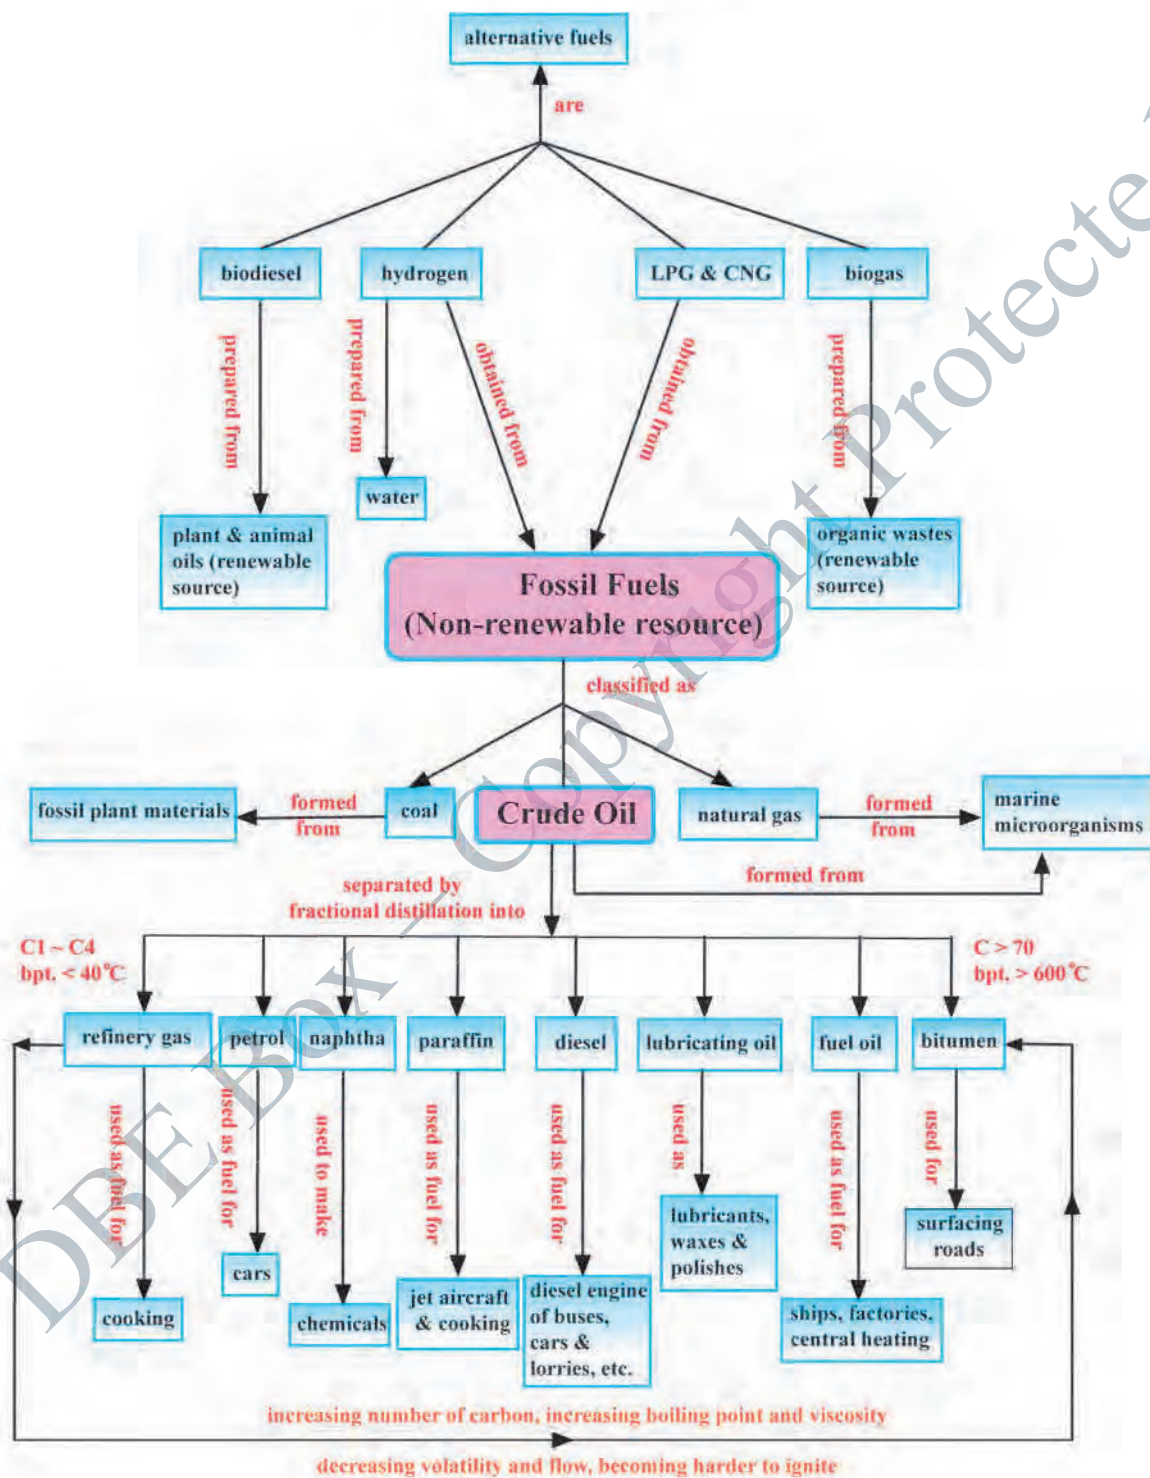 alternative fuels
are
biodiesel
hydrogen
LPG & CNG
biogas
prepared from
prepared from
obtained from
obtained from
prepared from
water
plant & animal
oils (renewable
source)
organic wastes
(renewable
source)
Fossil Fuels
(Non-renewable resource)
classified as
fossil plant materials
formed
from
coal
Crude Oil
natural gas
formed
from
marine
microorganisms
formed from
separated by
fractional distillation into
C1 – C4
bpt. < 40°C
C > 70
bpt. > 600°C
refinery gas
petrol
naphtha
paraffin
diesel
lubricating oil
fuel oil
bitumen
used as fuel for
used as fuel for
used to make
used as fuel for
used as fuel for
used as
used as fuel for
used for
cooking
cars
chemicals
jet aircraft
& cooking
diesel engine
of buses,
cars &
lorries, etc.
lubricants,
waxes &
polishes
ships, factories,
central heating
surfacing
roads
increasing number of carbon, increasing boiling point and viscosity
decreasing volatility and flow, becoming harder to ignite
DBE Box – Copyright Protected